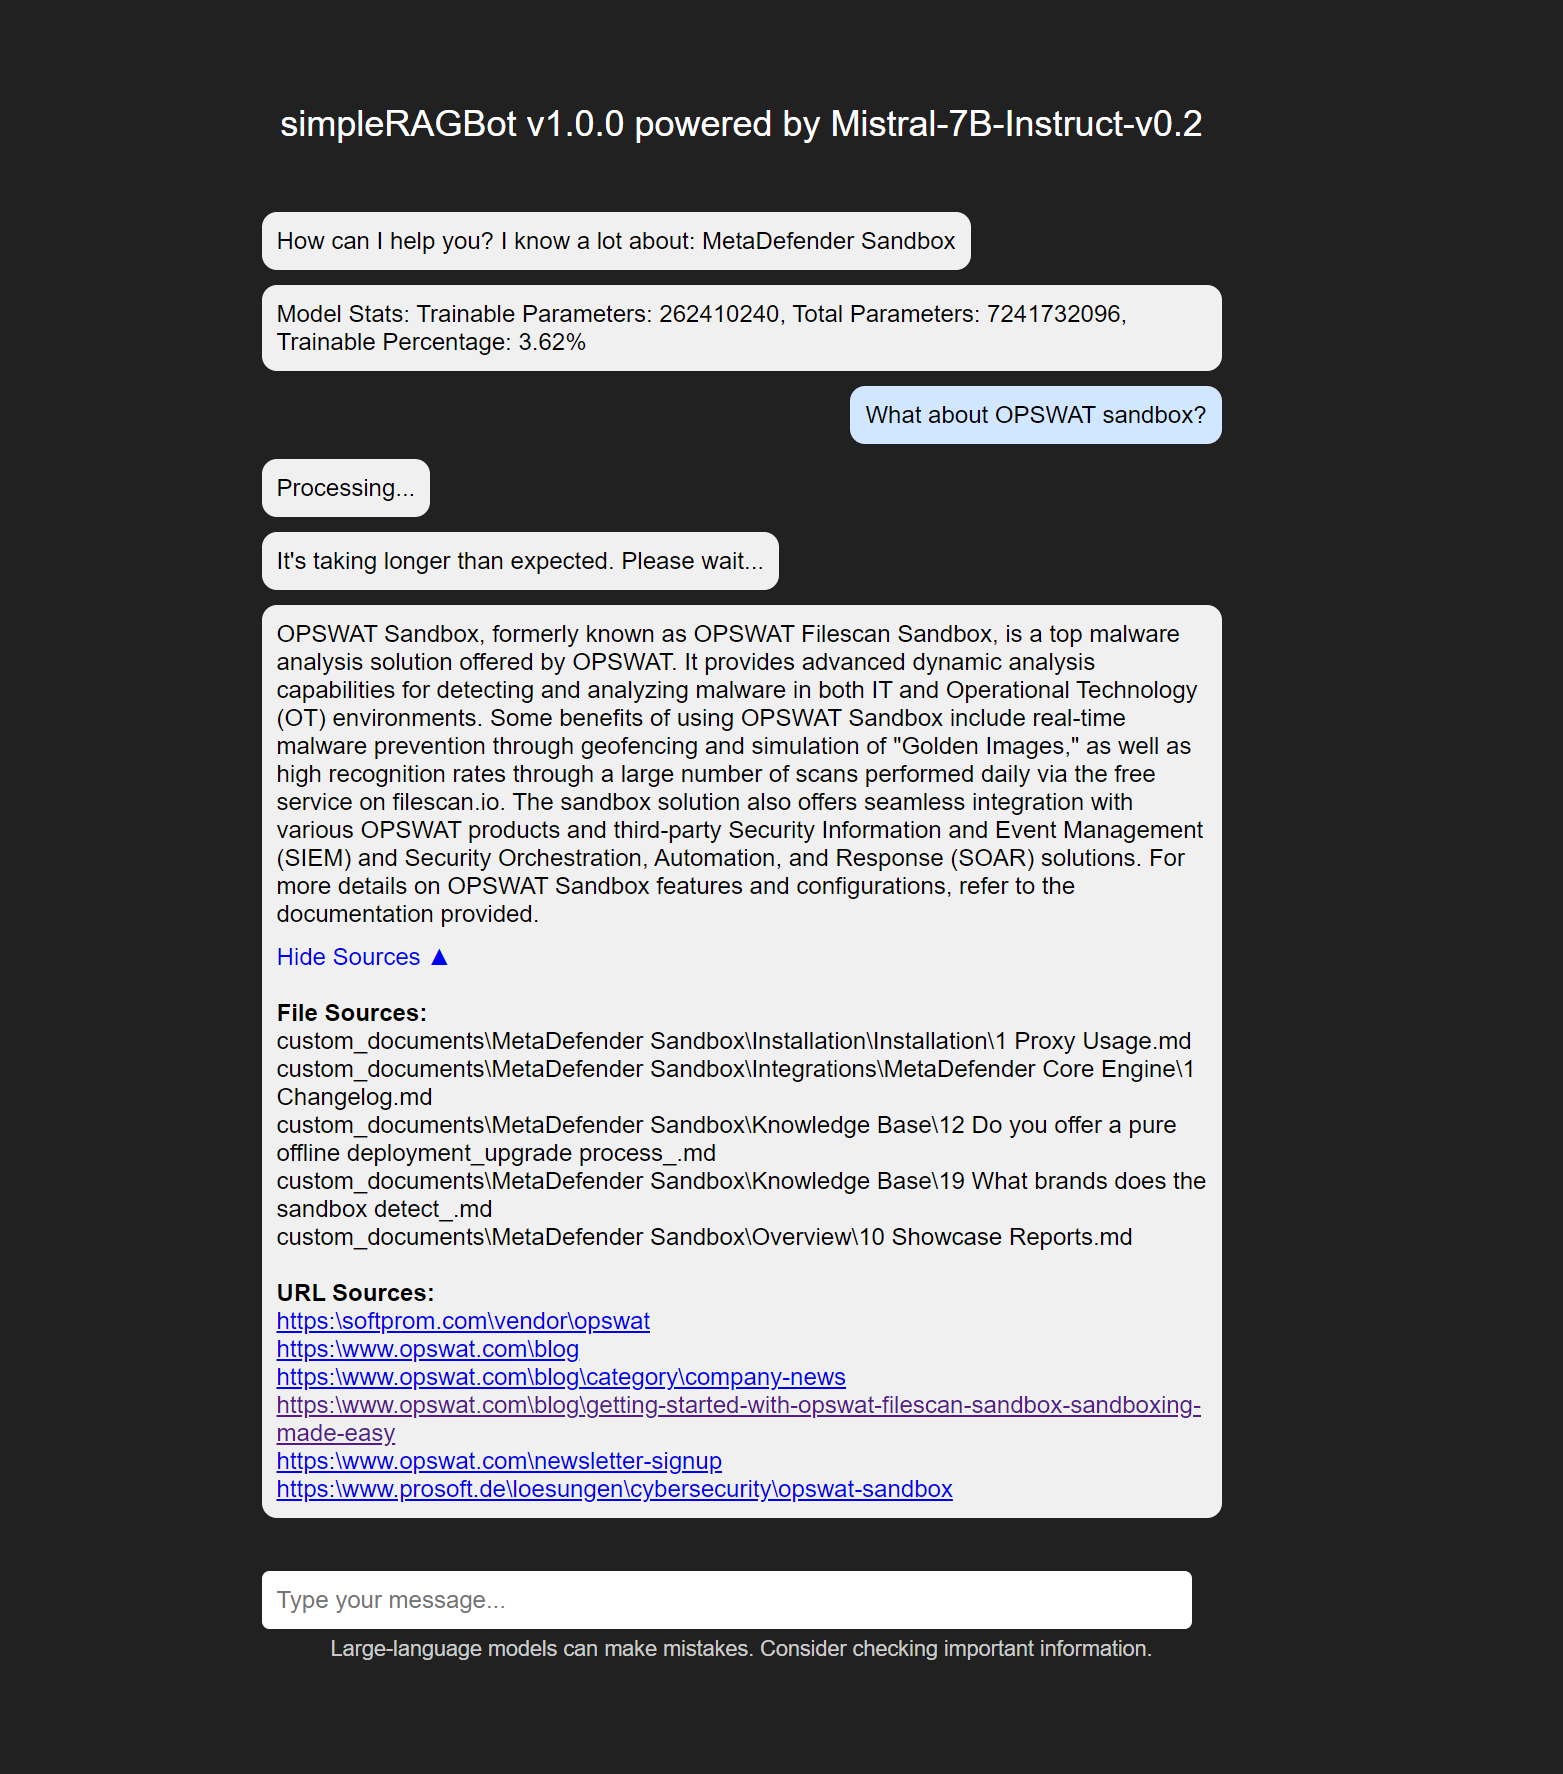 simpleRAGBot v1.0.0 powered by Mistral-7B-Instruct-v0.2
How can I help you? I know a lot about: MetaDefender Sandbox
Model Stats: Trainable Parameters: 262410240, Total Parameters: 7241732096,
Trainable Percentage: 3.62%
What about OPSWAT sandbox?
Processing...
It's taking longer than expected. Please wait...
OPSWAT Sandbox, formerly known as OPSWAT Filescan Sandbox, is a top malware
analysis solution offered by OPSWAT. It provides advanced dynamic analysis
capabilities for detecting and analyzing malware in both IT and Operational Technology
(OT) environments. Some benefits of using OPSWAT Sandbox include real-time
malware prevention through geofencing and simulation of "Golden Images," as well as
high recognition rates through a large number of scans performed daily via the free
service on filescan.io. The sandbox solution also offers seamless integration with
various OPSWAT products and third-party Security Information and Event Management
(SIEM) and Security Orchestration, Automation, and Response (SOAR) solutions. For
more details on OPSWAT Sandbox features and configurations, refer to the
documentation provided.
Hide Sources ▲
File Sources:
custom_documents\MetaDefender Sandbox\Installation\Installation\1 Proxy Usage.md
custom_documents\MetaDefender Sandbox\Integrations\MetaDefender Core Engine\1
Changelog.md
custom_documents\MetaDefender Sandbox\Knowledge Base\12 Do you offer a pure
offline deployment_upgrade process_.md
custom_documents\MetaDefender Sandbox\Knowledge Base\19 What brands does the
sandbox detect_.md
custom_documents\MetaDefender Sandbox\Overview\10 Showcase Reports.md
URL Sources:
https:\softprom.com\vendor\opswat
https:\www.opswat.com\blog
https:\www.opswat.com\blog\category\company-news
https:\www.opswat.com\blog\getting-started-with-opswat-filescan-sandbox-sandboxing-
made-easy
https:\www.opswat.com\newsletter-signup
https:\www.prosoft.de\loesungen\cybersecurity\opswat-sandbox
Type your message...
Large-language models can make mistakes. Consider checking important information.